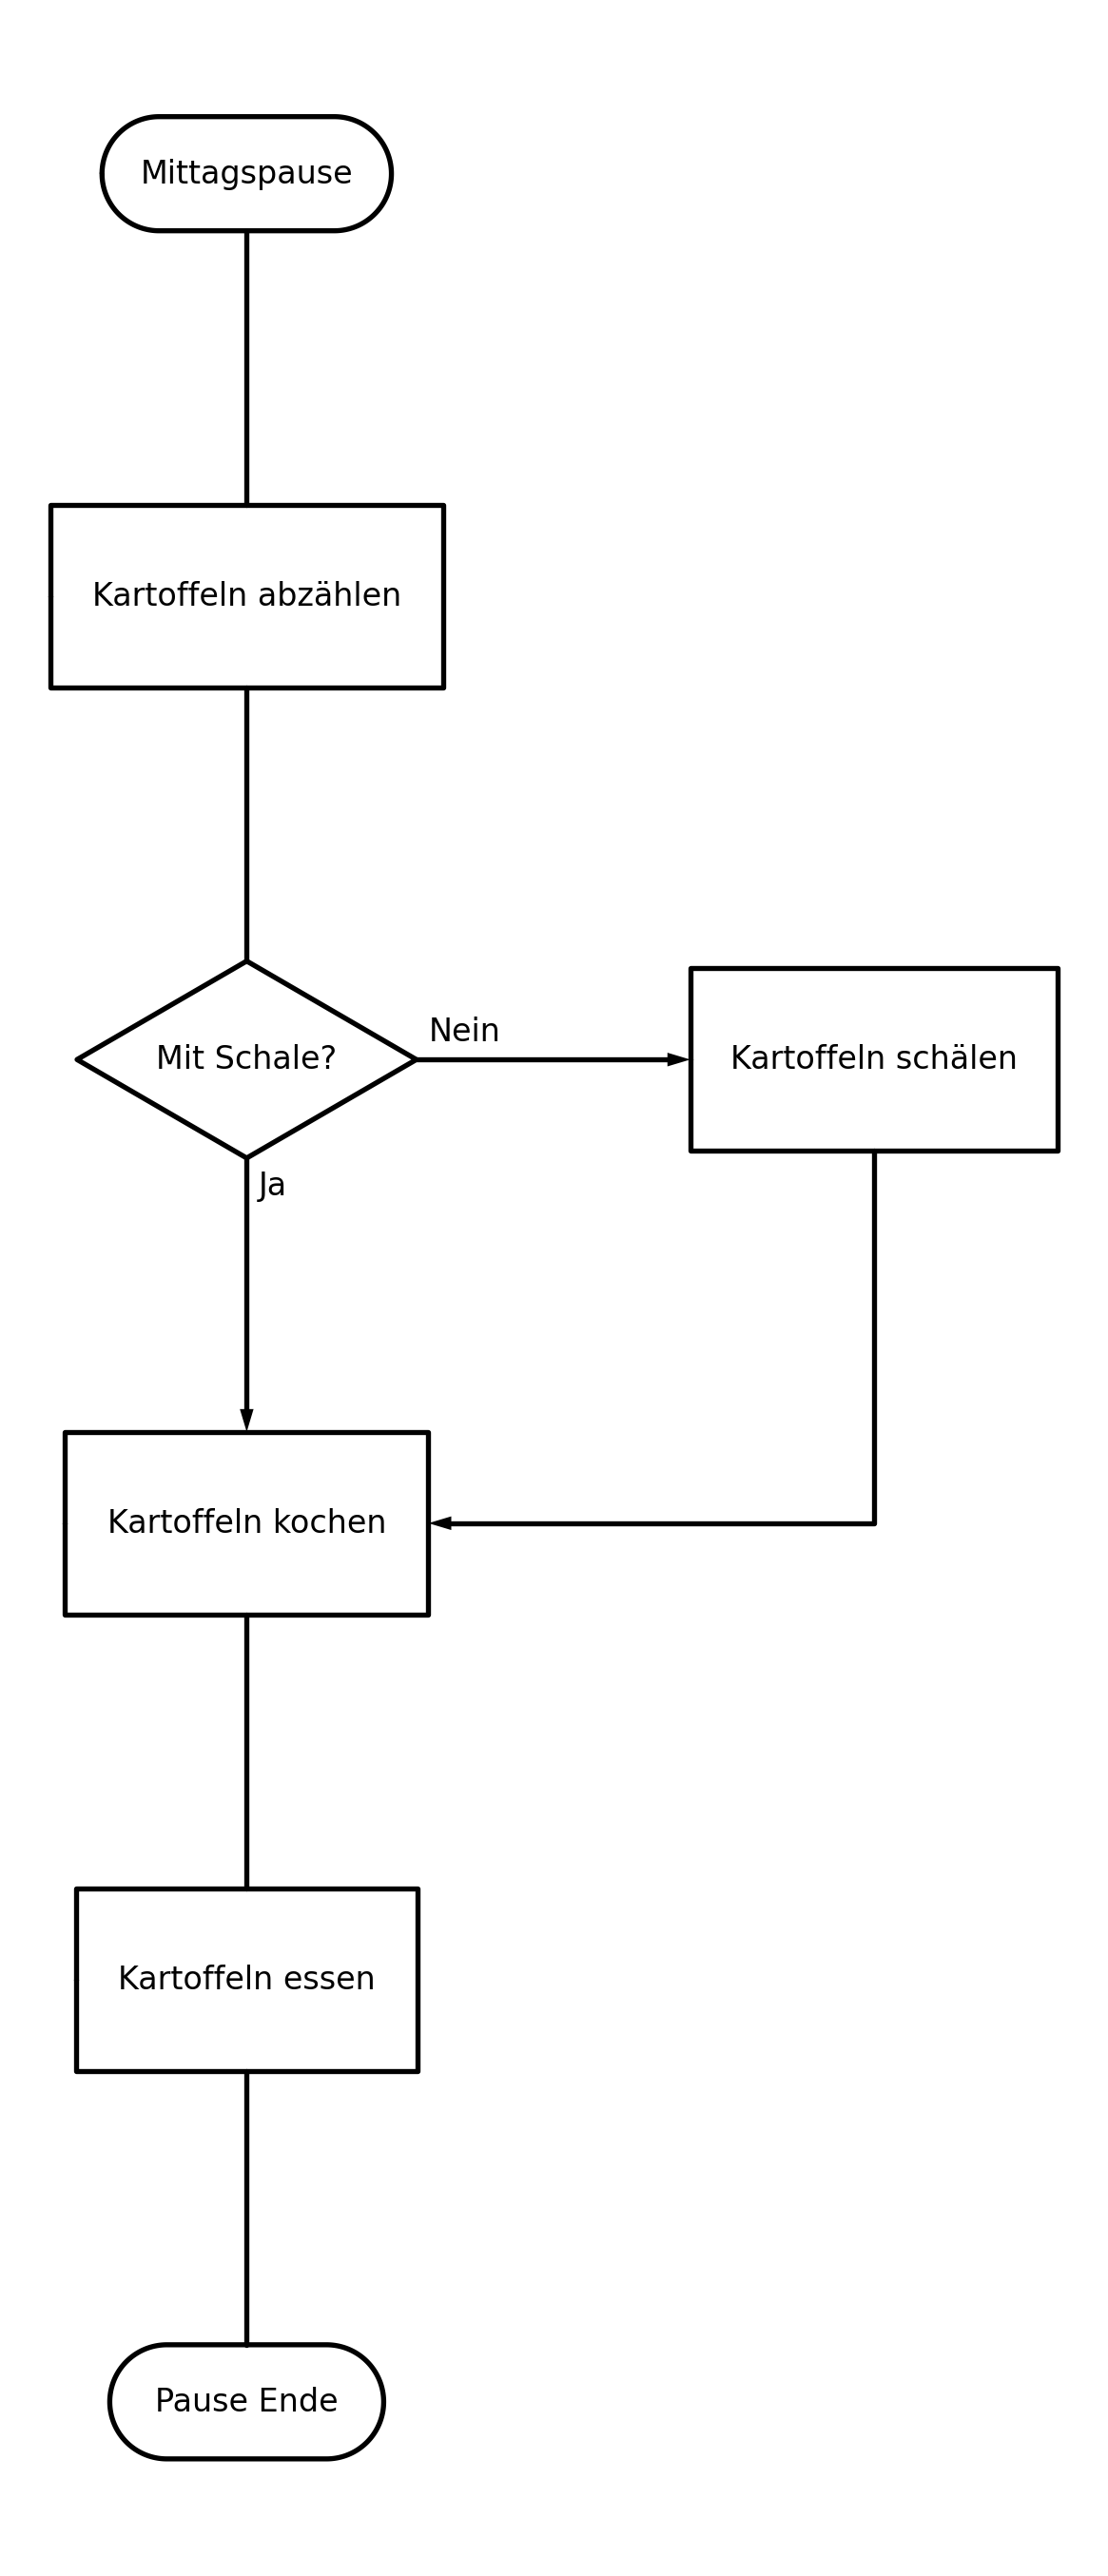 Mittagspause
Kartoffeln abzählen
Mit Schale?
Nein
Kartoffeln schälen
Ja
Kartoffeln kochen
Kartoffeln essen
Pause Ende